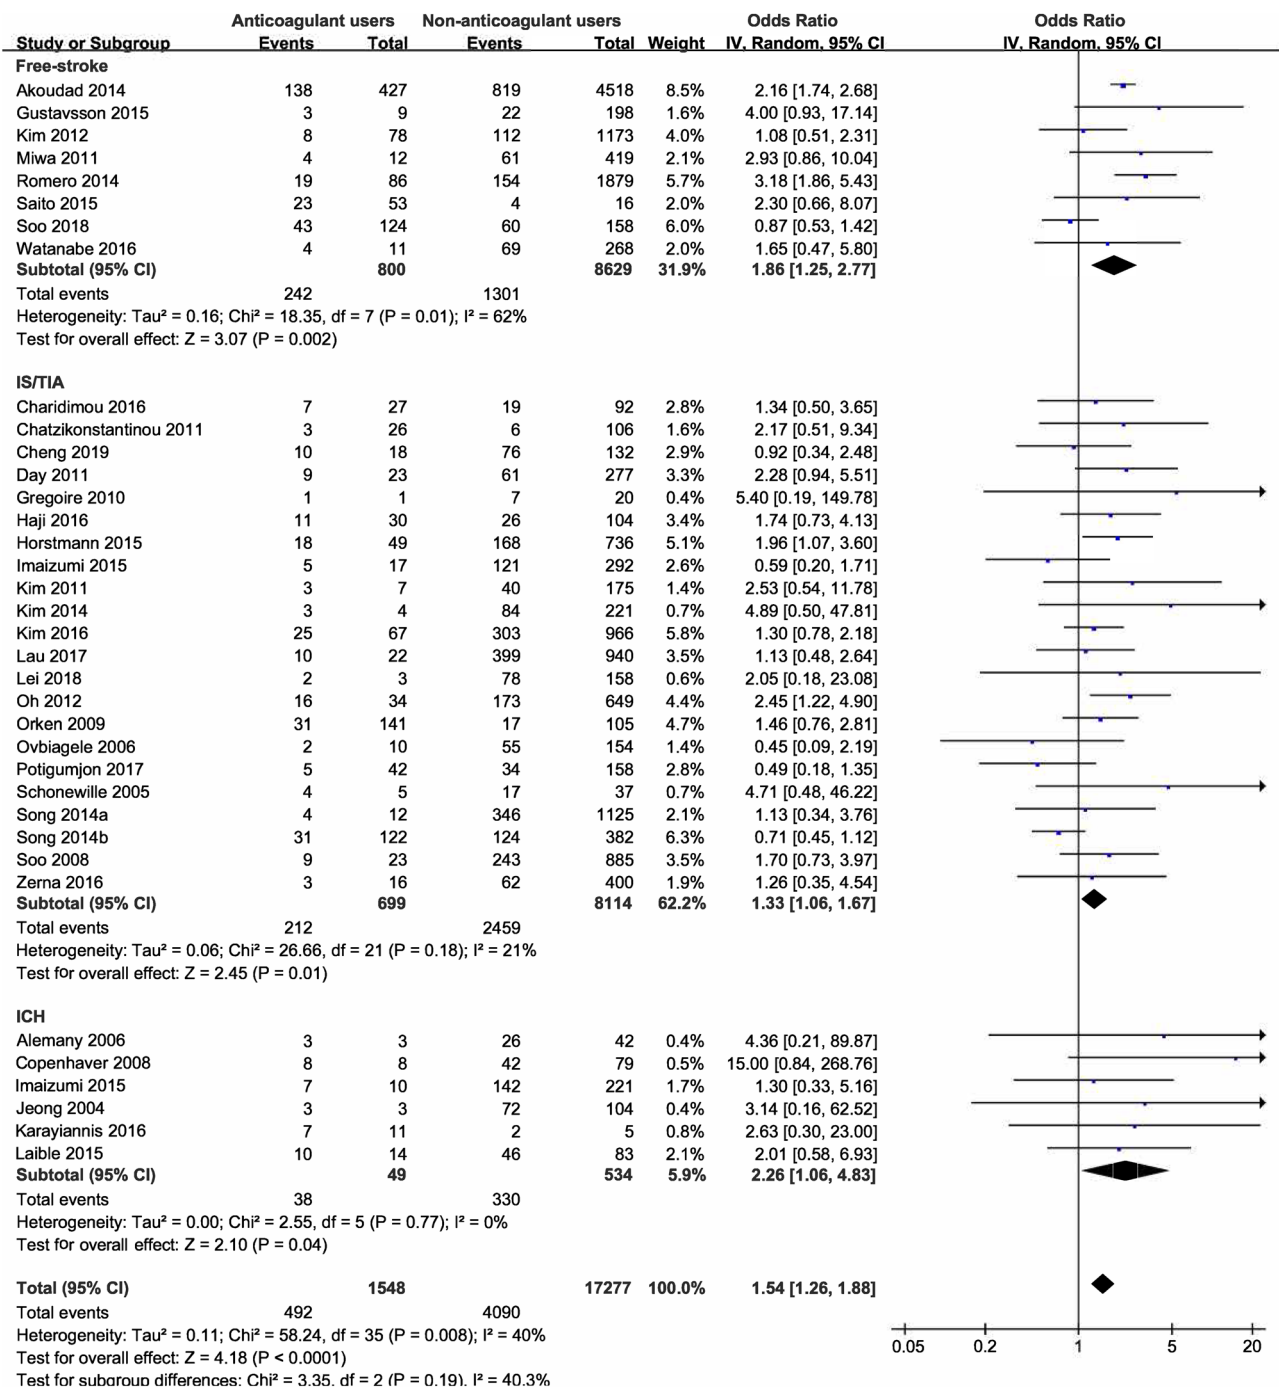 Anticoagulant users Non-anticoagulant users Odds Ratio Odds Ratio
Study or Subgroup Events Total Events Total Weight IV, Random, 95% CI IV, Random, 95% CI
Free-stroke
Akoudad 2014 138 427 819 4518 8.5% 2.16 [1.74, 2.68]
Gustavsson 2015 3 9 22 198 1.6% 4.00 [0.93, 17.14]
Kim 2012 8 78 112 1173 4.0% 1.08 [0.51, 2.31]
Miwa 2011 4 12 61 419 2.1% 2.93 [0.86, 10.04]
Romero 2014 19 86 154 1879 5.7% 3.18 [1.86, 5.43]
Saito 2015 23 53 4 16 2.0% 2.30 [0.66, 8.07]
Soo 2018 43 124 60 158 6.0% 0.87 [0.53, 1.42]
Watanabe 2016 4 11 69 268 2.0% 1.65 [0.47, 5.80]
Subtotal (95% CI) 800 8629 31.9% 1.86 [1.25, 2.77]
Total events 242 1301
Heterogeneity: Tau² = 0.16; Chi² = 18.35, df = 7 (P = 0.01); I² = 62%
Test for overall effect: Z = 3.07 (P = 0.002)
IS/TIA
Charidimou 2016 7 27 19 92 2.8% 1.34 [0.50, 3.65]
Chatzikonstantinou 2011 3 26 6 106 1.6% 2.17 [0.51, 9.34]
Cheng 2019 10 18 76 132 2.9% 0.92 [0.34, 2.48]
Day 2011 9 23 61 277 3.3% 2.28 [0.94, 5.51]
Gregoire 2010 1 1 7 20 0.4% 5.40 [0.19, 149.78]
Haji 2016 11 30 26 104 3.4% 1.74 [0.73, 4.13]
Horstmann 2015 18 49 168 736 5.1% 1.96 [1.07, 3.60]
Imaizumi 2015 5 17 121 292 2.6% 0.59 [0.20, 1.71]
Kim 2011 3 7 40 175 1.4% 2.53 [0.54, 11.78]
Kim 2014 3 4 84 221 0.7% 4.89 [0.50, 47.81]
Kim 2016 25 67 303 966 5.8% 1.30 [0.78, 2.18]
Lau 2017 10 22 399 940 3.5% 1.13 [0.48, 2.64]
Lei 2018 2 3 78 158 0.6% 2.05 [0.18, 23.08]
Oh 2012 16 34 173 649 4.4% 2.45 [1.22, 4.90]
Orken 2009 31 141 17 105 4.7% 1.46 [0.76, 2.81]
Ovbiagele 2006 2 10 55 154 1.4% 0.45 [0.09, 2.19]
Potigumjon 2017 5 42 34 158 2.8% 0.49 [0.18, 1.35]
Schonewille 2005 4 5 17 37 0.7% 4.71 [0.48, 46.22]
Song 2014a 4 12 346 1125 2.1% 1.13 [0.34, 3.76]
Song 2014b 31 122 124 382 6.3% 0.71 [0.45, 1.12]
Soo 2008 9 23 243 885 3.5% 1.70 [0.73, 3.97]
Zerna 2016 3 16 62 400 1.9% 1.26 [0.35, 4.54]
Subtotal (95% CI) 699 8114 62.2% 1.33 [1.06, 1.67]
Total events 212 2459
Heterogeneity: Tau² = 0.06; Chi² = 26.66, df = 21 (P = 0.18); I² = 21%
Test for overall effect: Z = 2.45 (P = 0.01)
ICH
Alemany 2006 3 3 26 42 0.4% 4.36 [0.21, 89.87]
Copenhaver 2008 8 8 42 79 0.5% 15.00 [0.84, 268.76]
Imaizumi 2015 7 10 142 221 1.7% 1.30 [0.33, 5.16]
Jeong 2004 3 3 72 104 0.4% 3.14 [0.16, 62.52]
Karayiannis 2016 7 11 2 5 0.8% 2.63 [0.30, 23.00]
Laible 2015 10 14 46 83 2.1% 2.01 [0.58, 6.93]
Subtotal (95% CI) 49 534 5.9% 2.26 [1.06, 4.83]
Total events 38 330
Heterogeneity: Tau² = 0.00; Chi² = 2.55, df = 5 (P = 0.77); I² = 0%
Test for overall effect: Z = 2.10 (P = 0.04)
Total (95% CI) 1548 17277 100.0% 1.54 [1.26, 1.88]
Total events 492 4090
Heterogeneity: Tau² = 0.11; Chi² = 58.24, df = 35 (P = 0.008); I² = 40%
Test for overall effect: Z = 4.18 (P < 0.0001)
Test for subgroup differences: Chi² = 3.35, df = 2 (P = 0.19), I² = 40.3%
0.05 0.2 1 5 20